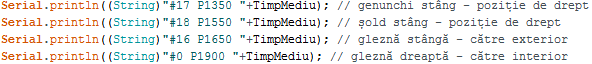 Serial.println((String)"#17 P1350 "+TimpMediu); // genunchi stâng - poziție de drept
Serial.println((String)"#18 P1550 "+TimpMediu); // șold stâng - poziție de drept
Serial.println((String)"#16 P1650 "+TimpMediu); // gleznă stângă - către exterior
Serial.println((String)"#0 P1900 "+TimpMediu); // gleznă dreaptă - către interior